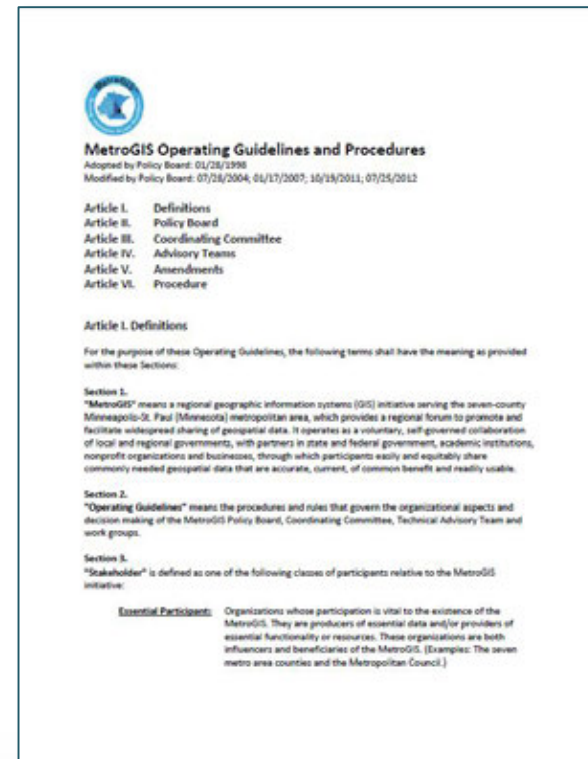 MetroGIS
MetroGIS Operating Guidelines and Procedures
Adopted by Policy Board: 01/28/1998
Modified by Policy Board: 07/28/2004; 01/17/2007; 10/19/2011; 07/25/2012
Article I. Definitions
Article II. Policy Board
Article III. Coordinating Committee
Article IV. Advisory Teams
Article V. Amendments
Article VI. Procedure
Article I. Definitions
For the purpose of these Operating Guidelines, the following terms shall have the meaning as provided
within these Sections:
Section 1.
"MetroGIS" means a regional geographic information systems (GIS) initiative serving the seven-county
Minneapolis-St. Paul (Minnesota) metropolitan area, which provides a regional forum to promote and
facilitate widespread sharing of geospatial data. It operates as a voluntary, self-governed collaboration
of local and regional governments, with partners in state and federal government, academic institutions,
nonprofit organizations and businesses, through which participants easily and equitably share
commonly needed geospatial data that are accurate, current, of common benefit and readily usable.
Section 2.
"Operating Guidelines" means the procedures and rules that govern the organizational aspects and
decision making of the MetroGIS Policy Board, Coordinating Committee, Technical Advisory Team and
work groups.
Section 3.
"Stakeholder" is defined as one of the following classes of participants relative to the MetroGIS
initiative:
Essential Participant: Organizations whose participation is vital to the existence of the
MetroGIS. They are producers of essential data and/or providers of
essential functionality or resources. These organizations are both
influencers and beneficiaries of the MetroGIS. (Examples: The seven
metro area counties and the Metropolitan Council.)